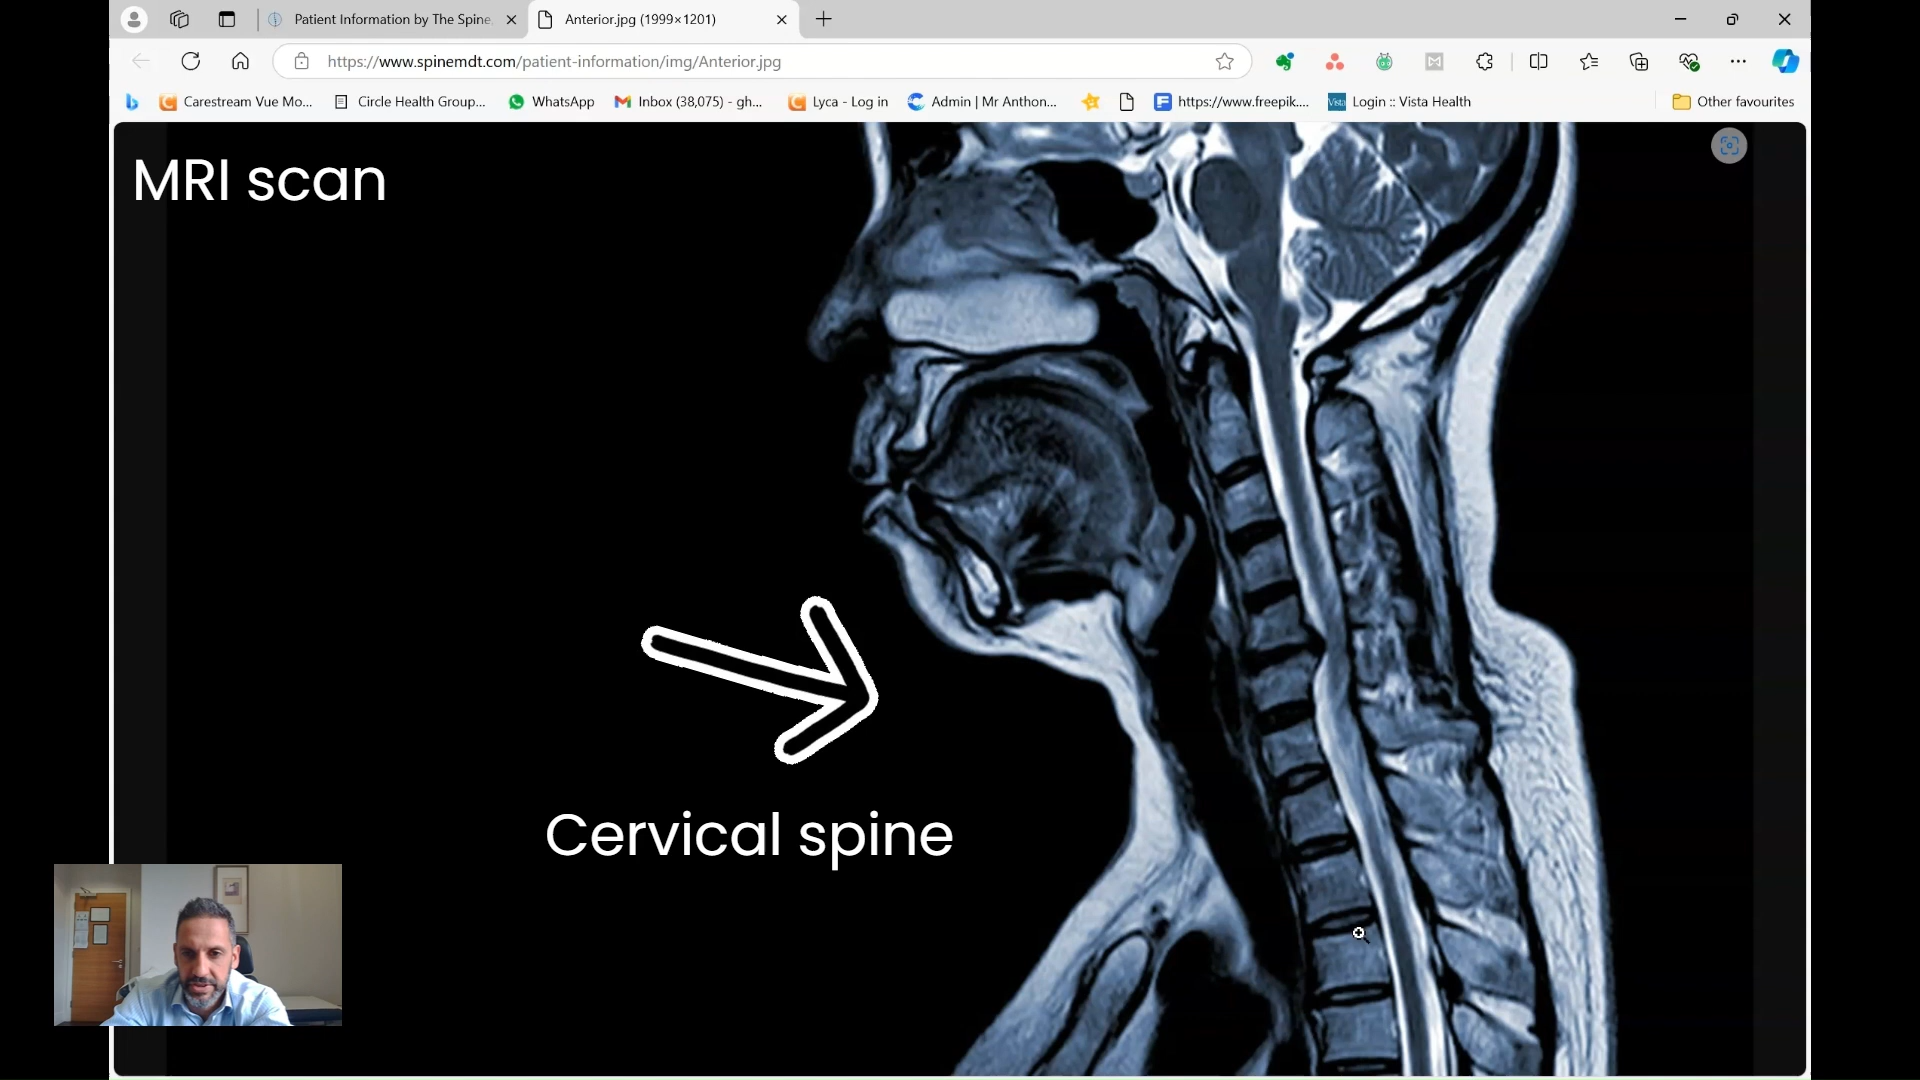 Patient Information by The Spine
Anterior.jpg (1999×1201)
https://www.spinemdt.com/patient-information/img/Anterior.jpg
Carestream Vue Mo...
Circle Health Group...
WhatsApp
Inbox (38,075) - gh...
Lyca - Log in
Admin | Mr Anthon...
https://www.freepik....
Vista
Login :: Vista Health
Other favourites
MRI scan
Cervical spine